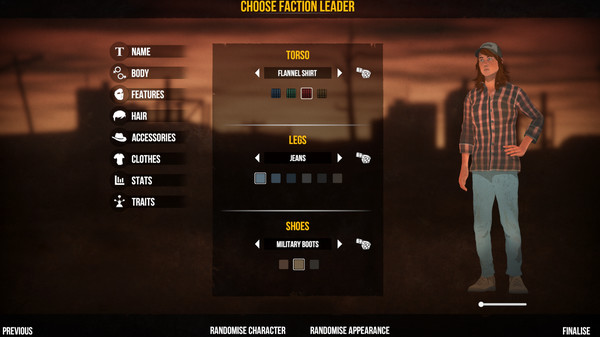 CHOOSE FACTION LEADER
NAME
BODY
FEATURES
HAIR
ACCESSORIES
CLOTHES
STATS
TRAITS
TORSO
FLANNEL SHIRT
LEGS
JEANS
SHOES
MILITARY BOOTS
PREVIOUS
RANDOMISE CHARACTER
RANDOMISE APPEARANCE
FINALISE